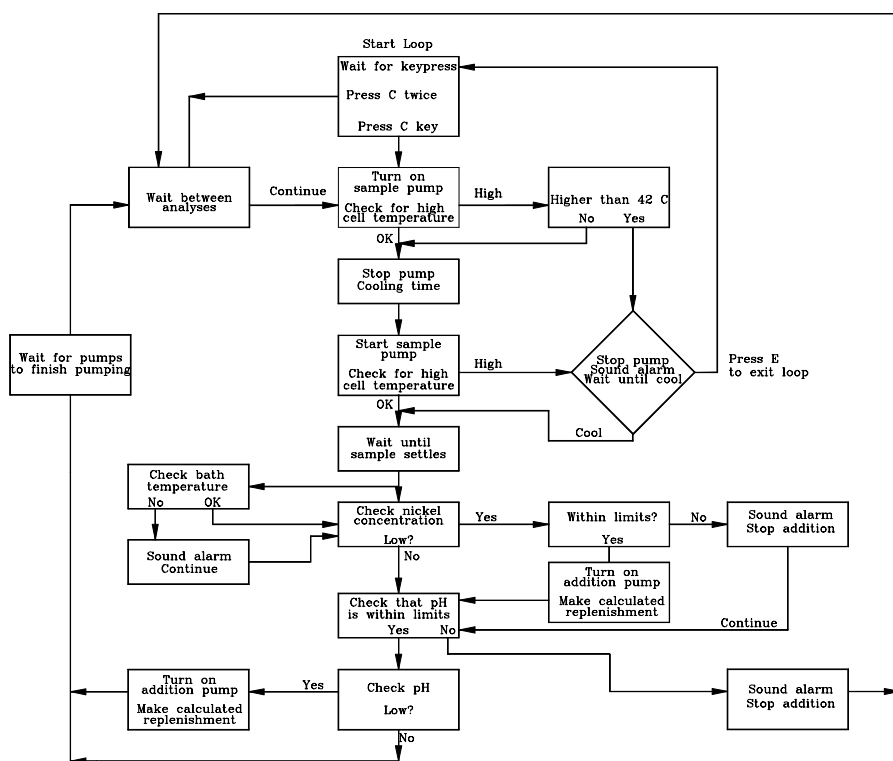 Start Loop
Wait for keypress
Press C twice
Press C key
Wait between
analyses
Continue
Turn on
sample pump
Check for high
cell temperature
High
Higher than 42 C
No Yes
OK
Stop pump
Cooling time
Wait for pumps
to finish pumping
Start sample
pump
Check for high
cell temperature
High
Stop pump
Sound alarm
Wait until cool
Press E
to exit loop
OK
Cool
Wait until
sample settles
Check bath
temperature
No OK
Sound alarm
Continue
Check nickel
concentration
Low?
Yes
No
Within limits?
Yes
No
Sound alarm
Stop addition
Turn on
addition pump
Make calculated
replenishment
Continue
Check that pH
is within limits
Yes No
Turn on
addition pump
Make calculated
replenishment
Yes
Check pH
Low?
No
Sound alarm
Stop addition